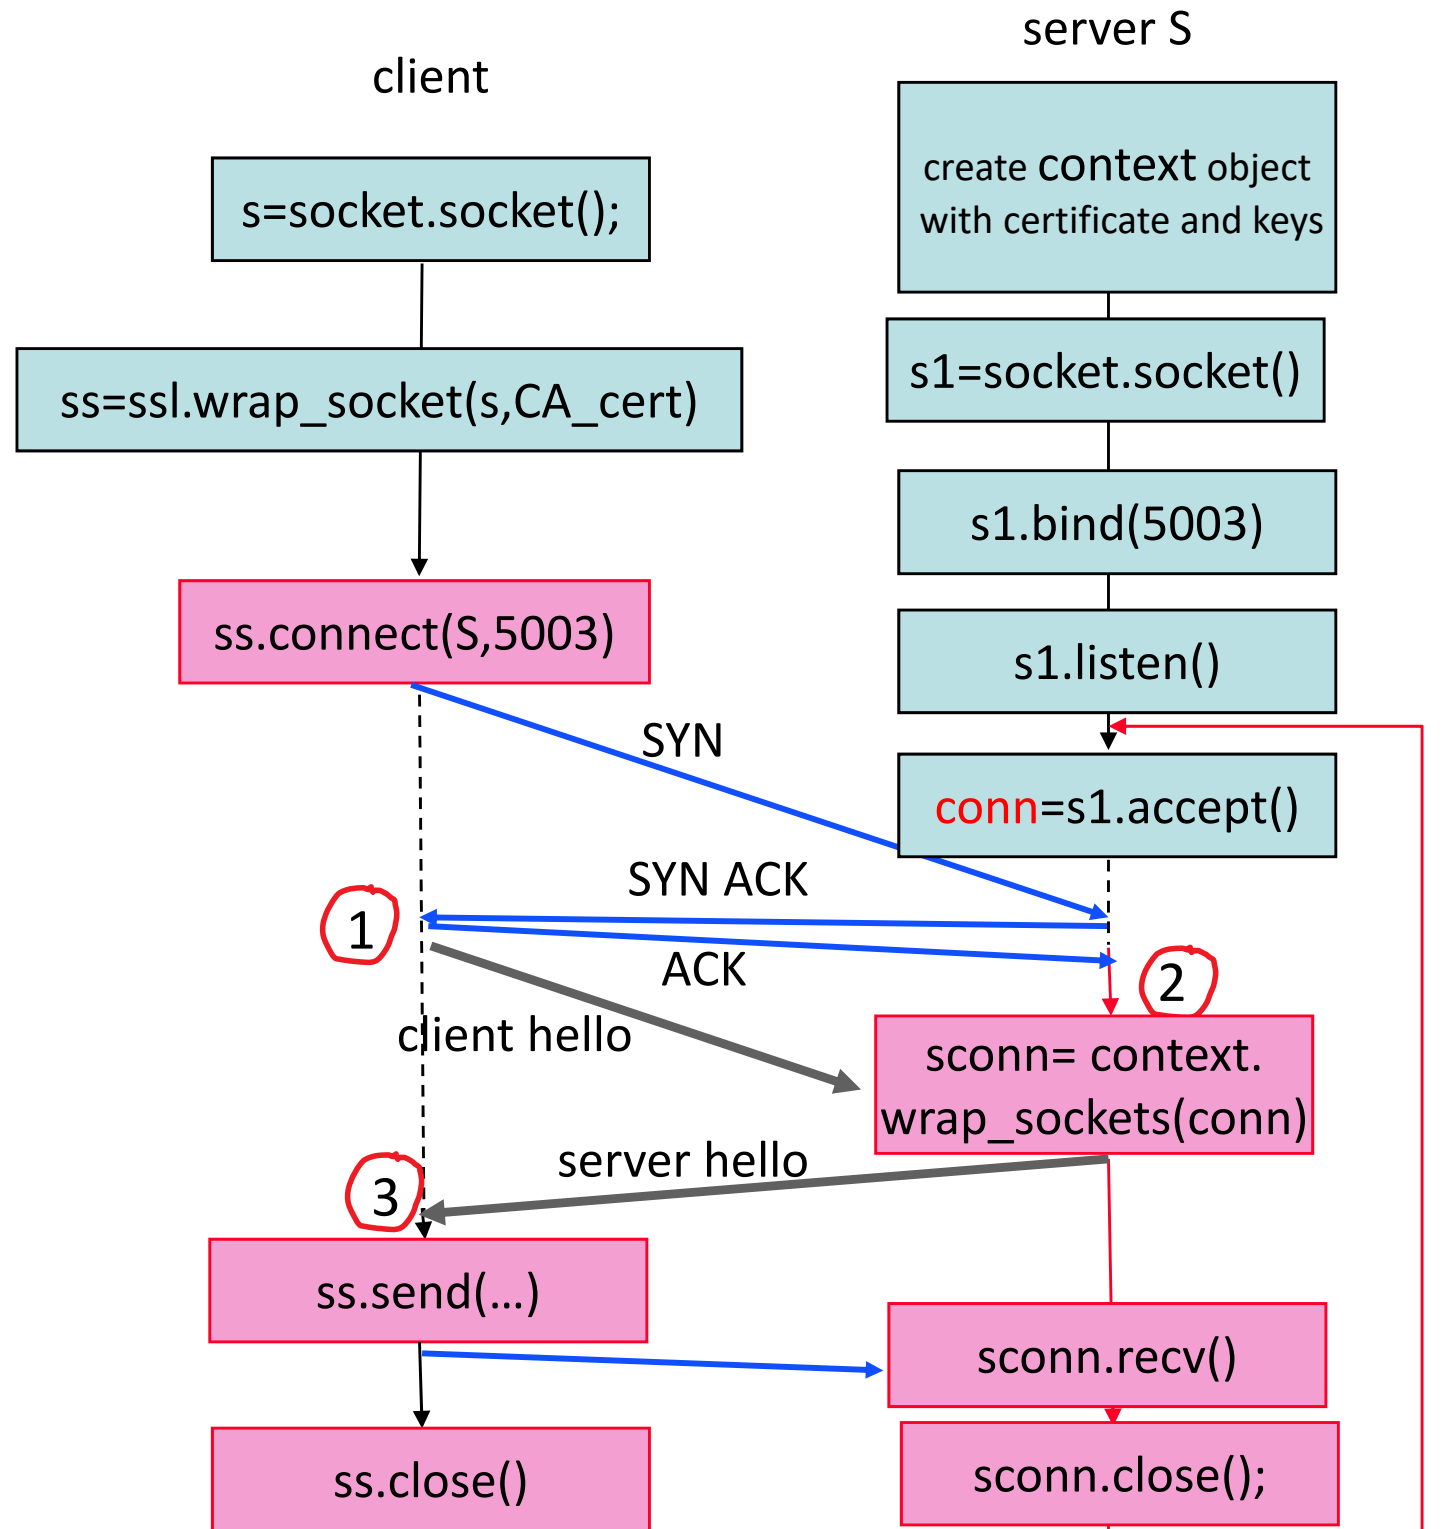 server S
client
create context object
with certificate and keys
s=socket.socket();
s1=socket.socket()
ss=ssl.wrap_socket(s,CA_cert)
s1.bind(5003)
ss.connect(S,5003)
s1.listen()
SYN
conn=s1.accept()
SYN ACK
1
ACK
2
client hello
sconn= context.
wrap_sockets(conn)
server hello
3
ss.send(...)
sconn.recv()
ss.close()
sconn.close();